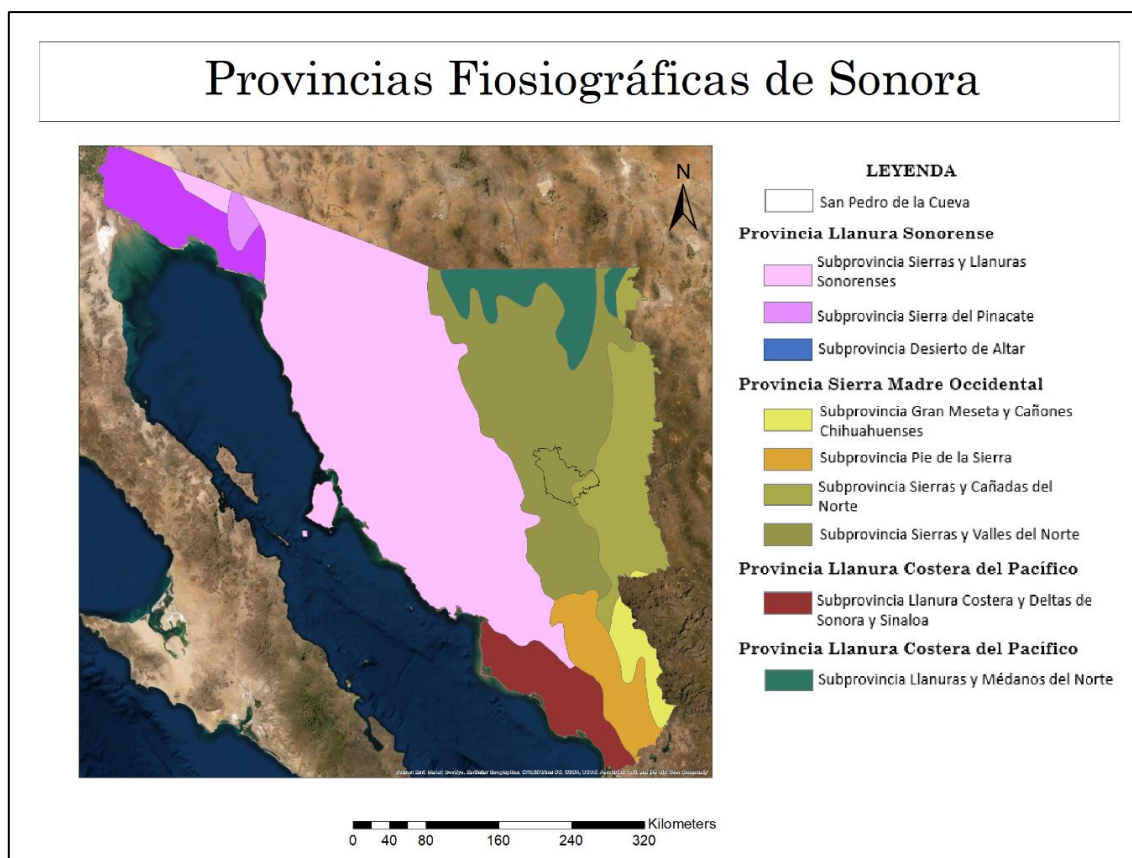 Provincias Fiosiográficas de Sonora
N
LEYENDA
San Pedro de la Cueva
Provincia Llanura Sonorense
Subprovincia Sierras y Llanuras
Sonorenses
Subprovincia Sierra del Pinacate
Subprovincia Desierto de Altar
Provincia Sierra Madre Occidental
Subprovincia Gran Meseta y Cañones
Chihuahuenses
Subprovincia Pie de la Sierra
Subprovincia Sierras y Cañadas del
Norte
Subprovincia Sierras y Valles del Norte
Provincia Llanura Costera del Pacífico
Subprovincia Llanura Costera y Deltas de
Sonora y Sinaloa
Provincia Llanura Costera del Pacífico
Subprovincia Llanuras y Médanos del Norte
Kilometers
0 40 80 160 240 320